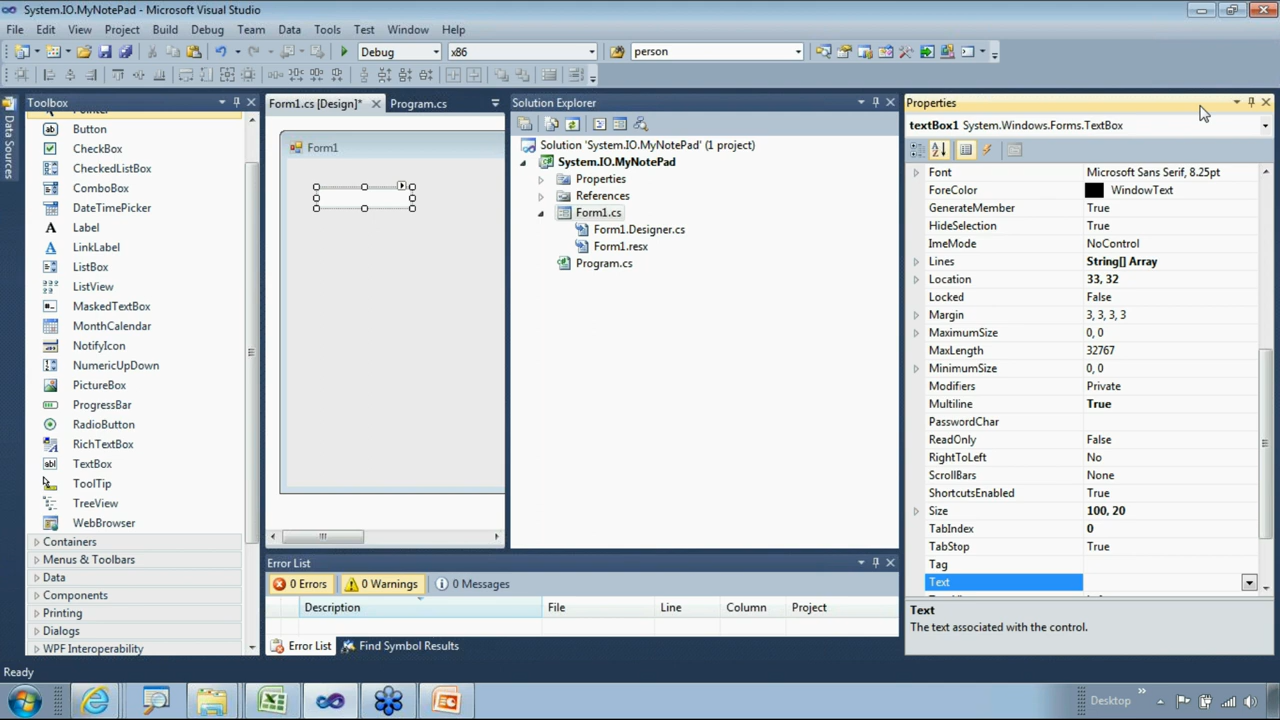 System.IO.MyNotePad - Microsoft Visual Studio
File Edit View Project Build Debug Team Data Tools Test Window Help
Debug x86 person
Data Sources
Toolbox
Pointer
Button
CheckBox
CheckedListBox
ComboBox
DateTimePicker
Label
LinkLabel
ListBox
ListView
MaskedTextBox
MonthCalendar
NotifyIcon
NumericUpDown
PictureBox
ProgressBar
RadioButton
RichTextBox
TextBox
ToolTip
TreeView
WebBrowser
Containers
Menus & Toolbars
Data
Components
Printing
Dialogs
WPF Interoperability
Form1.cs [Design]* Program.cs
Form1
Solution Explorer
Solution 'System.IO.MyNotePad' (1 project)
System.IO.MyNotePad
Properties
References
Form1.cs
Form1.Designer.cs
Form1.resx
Program.cs
Error List
0 Errors 0 Warnings 0 Messages
Description File Line Column Project
Error List Find Symbol Results
Properties
textBox1 System.Windows.Forms.TextBox
Font Microsoft Sans Serif, 8.25pt
ForeColor WindowText
GenerateMember True
HideSelection True
ImeMode NoControl
Lines String[] Array
Location 33, 32
Locked False
Margin 3, 3, 3, 3
MaximumSize 0, 0
MaxLength 32767
MinimumSize 0, 0
Modifiers Private
Multiline True
PasswordChar
ReadOnly False
RightToLeft No
ScrollBars None
ShortcutsEnabled True
Size 100, 20
TabIndex 0
TabStop True
Tag
Text
Text
The text associated with the control.
Ready
Desktop